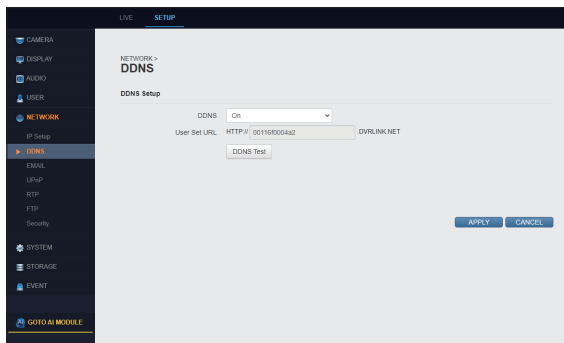 LIVE SETUP
CAMERA
DISPLAY
AUDIO
USER
NETWORK
IP Setup
DDNS
EMAIL
UPnP
RTP
FTP
Security
SYSTEM
STORAGE
EVENT
GOTO AI MODULE
NETWORK >
DDNS
DDNS Setup
DDNS On
User Set URL HTTP:// 00116f0004a2 .DVRLINK.NET
DDNS Test
APPLY CANCEL